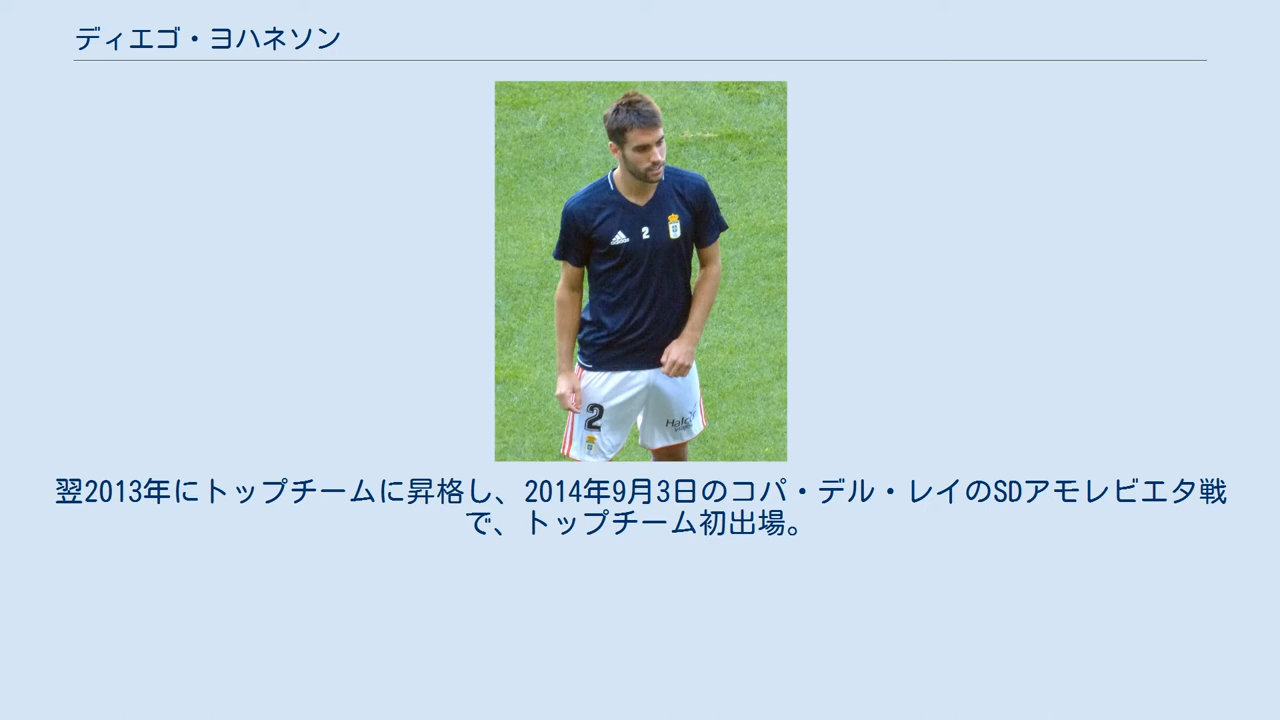 ディエゴ・ヨハネソン
adidas
2
2
翌2013年にトップチームに昇格し、2014年9月3日のコパ・デル・レイのSDアモレビエタ戦
で、トップチーム初出場。